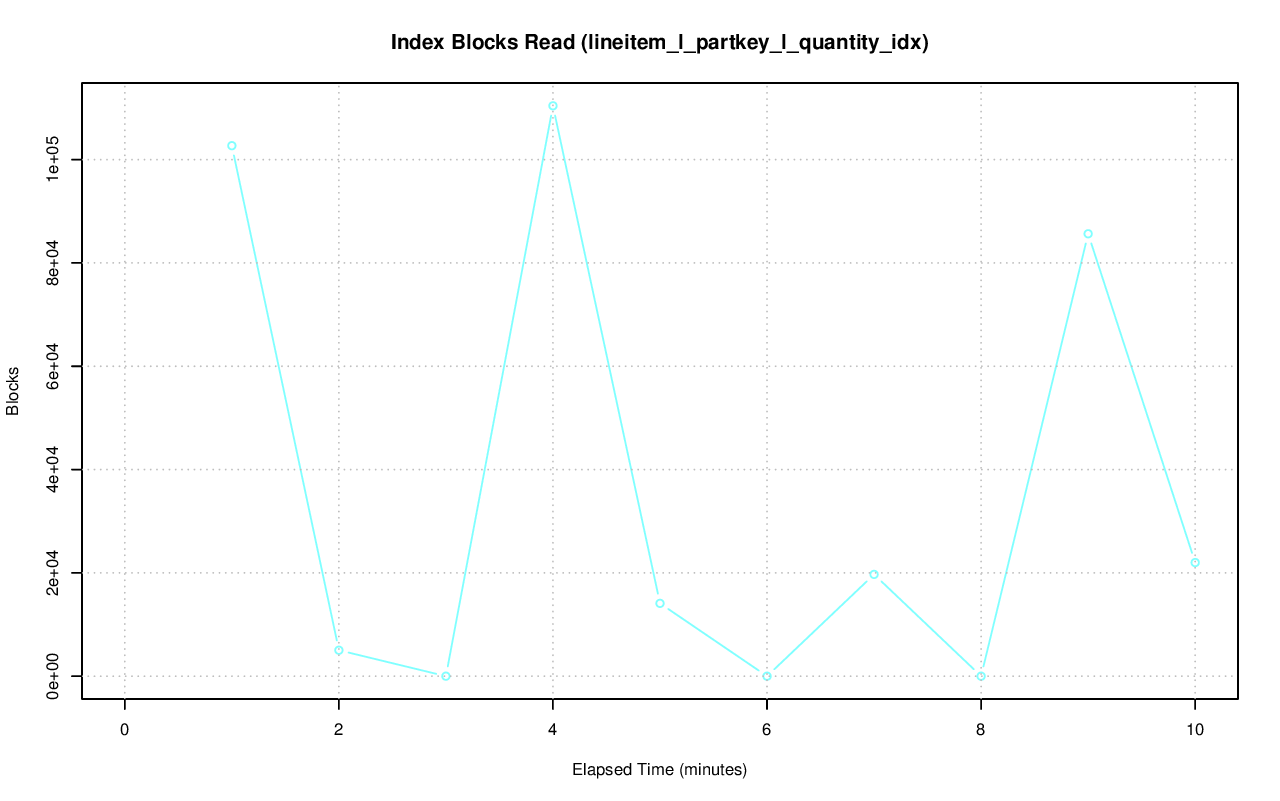 Index Blocks Read (lineitem_l_partkey_l_quantity_idx)
Blocks
1e+05
8e+04
6e+04
4e+04
2e+04
0e+00
0 2 4 6 8 10
Elapsed Time (minutes)